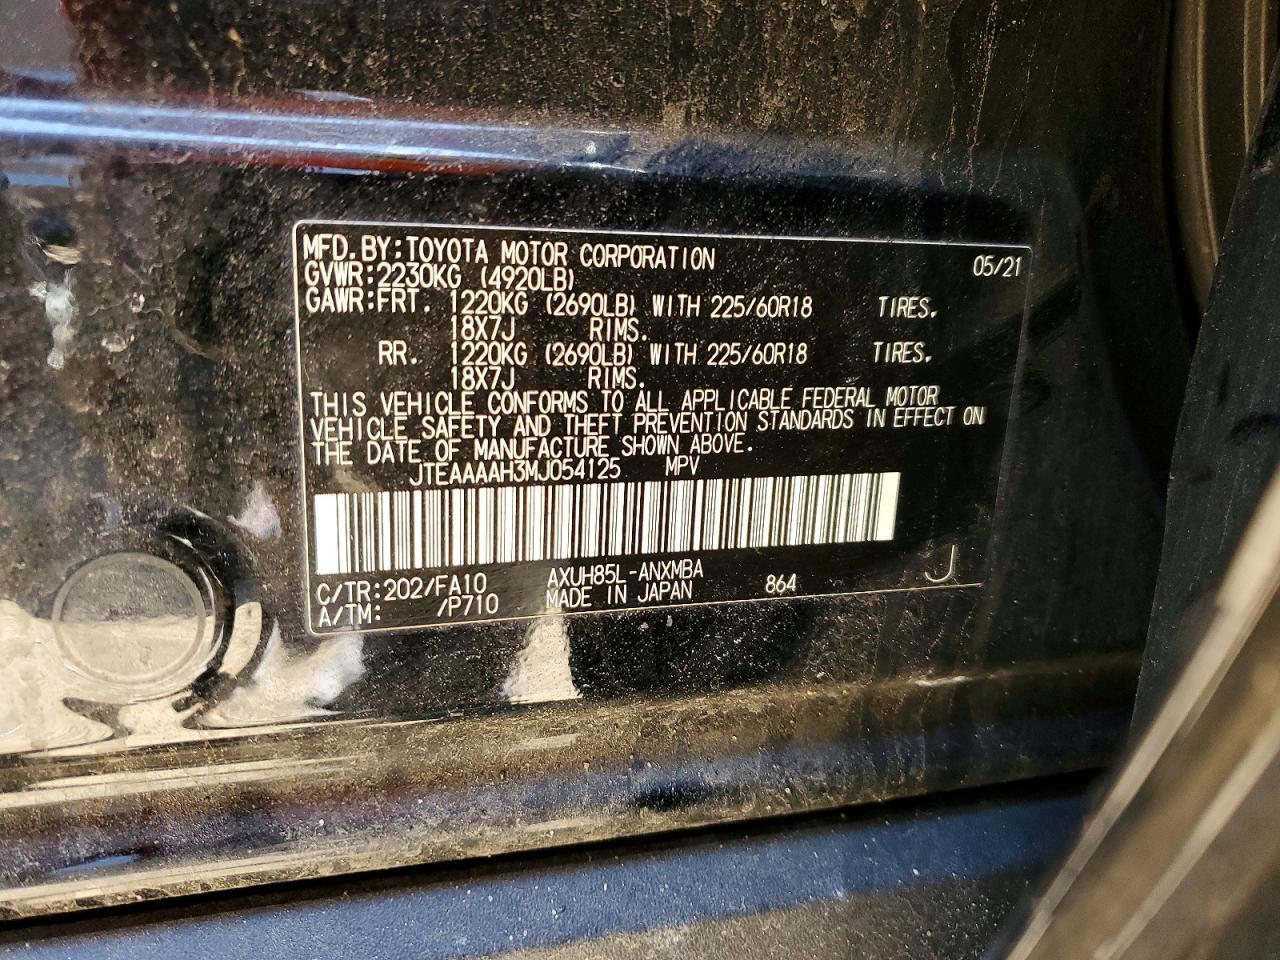 MFD.BY:TOYOTA MOTOR CORPORATION 05/21
GVWR:2230KG (4920LB)
GAWR:FRT. 1220KG (2690LB) WITH 225/60R18 TIRES.
18X7J RIMS.
RR. 1220KG (2690LB) WITH 225/60R18 TIRES.
18X7J RIMS.
THIS VEHICLE CONFORMS TO ALL APPLICABLE FEDERAL MOTOR
VEHICLE SAFETY AND THEFT PREVENTION STANDARDS IN EFFECT ON
THE DATE OF MANUFACTURE SHOWN ABOVE.
JTEAAAAH3MJ054125 MPV
C/TR:202/FA10 AXUH85L-ANXMBA 864 J
A/TM: /P710 MADE IN JAPAN